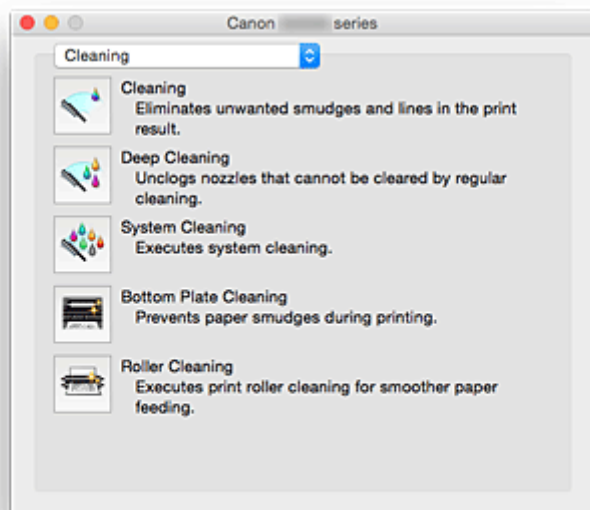 Canon series
Cleaning
Cleaning
Eliminates unwanted smudges and lines in the print
result.
Deep Cleaning
Unclogs nozzles that cannot be cleared by regular
cleaning.
System Cleaning
Executes system cleaning.
Bottom Plate Cleaning
Prevents paper smudges during printing.
Roller Cleaning
Executes print roller cleaning for smoother paper
feeding.